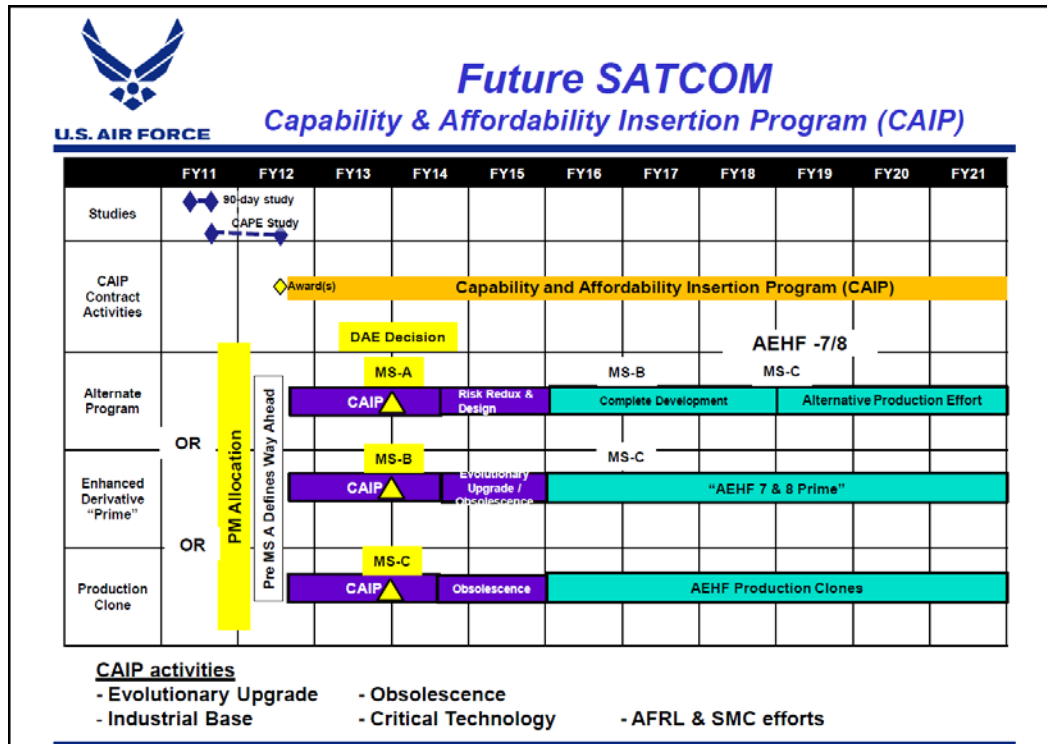 U.S. AIR FORCE
Future SATCOM
Capability & Affordability Insertion Program (CAIP)
FY11 FY12 FY13 FY14 FY15 FY16 FY17 FY18 FY19 FY20 FY21
Studies
90-day study
CAPE Study
CAIP
Contract
Activities
Award(s)
Capability and Affordability Insertion Program (CAIP)
DAE Decision
AEHF -7/8
PM Allocation
Pre MS A Defines Way Ahead
Alternate
Program
MS-A
MS-B
MS-C
CAIP
Risk Redux &
Design
Complete Development
Alternative Production Effort
OR
Enhanced
Derivative
“Prime”
MS-B
MS-C
CAIP
Evolutionary
Upgrade /
Obsolescence
“AEHF 7 & 8 Prime”
OR
Production
Clone
MS-C
CAIP
Obsolescence
AEHF Production Clones
CAIP activities
- Evolutionary Upgrade - Obsolescence
- Industrial Base - Critical Technology - AFRL & SMC efforts